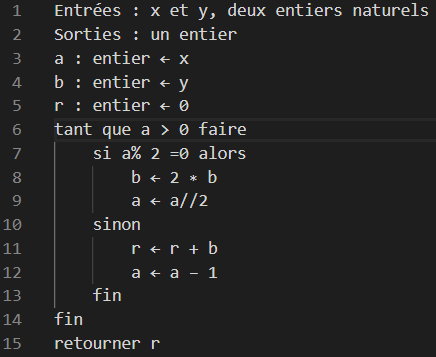 1 Entrées : x et y, deux entiers naturels
2 Sorties : un entier
3 a : entier ← x
4 b : entier ← y
5 r : entier ← 0
6 tant que a > 0 faire
7 si a% 2 =0 alors
8 b ← 2 * b
9 a ← a//2
10 sinon
11 r ← r + b
12 a ← a - 1
13 fin
14 fin
15 retourner r